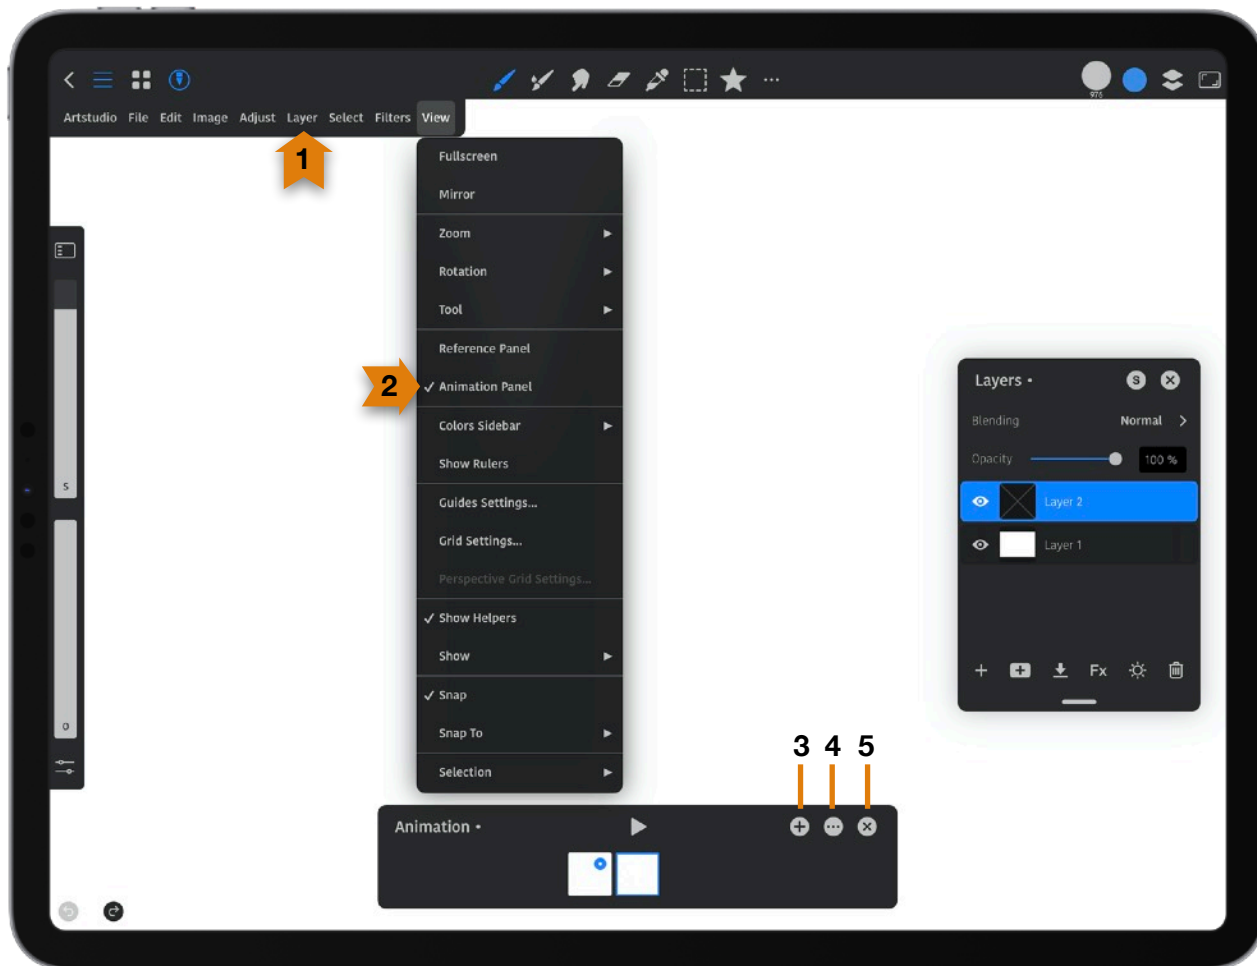 976
Artstudio File Edit Image Adjust Layer Select Filters View
1
Fullscreen
Mirror
Zoom
Rotation
Tool
Reference Panel
2
Animation Panel
Colors Sidebar
Show Rulers
Guides Settings...
Grid Settings...
Perspective Grid Settings...
Show Helpers
Show
Snap
Snap To
Selection
S
O
Layers
S
Blending Normal
Opacity 100 %
Layer 2
Layer 1
Fx
3 4 5
Animation